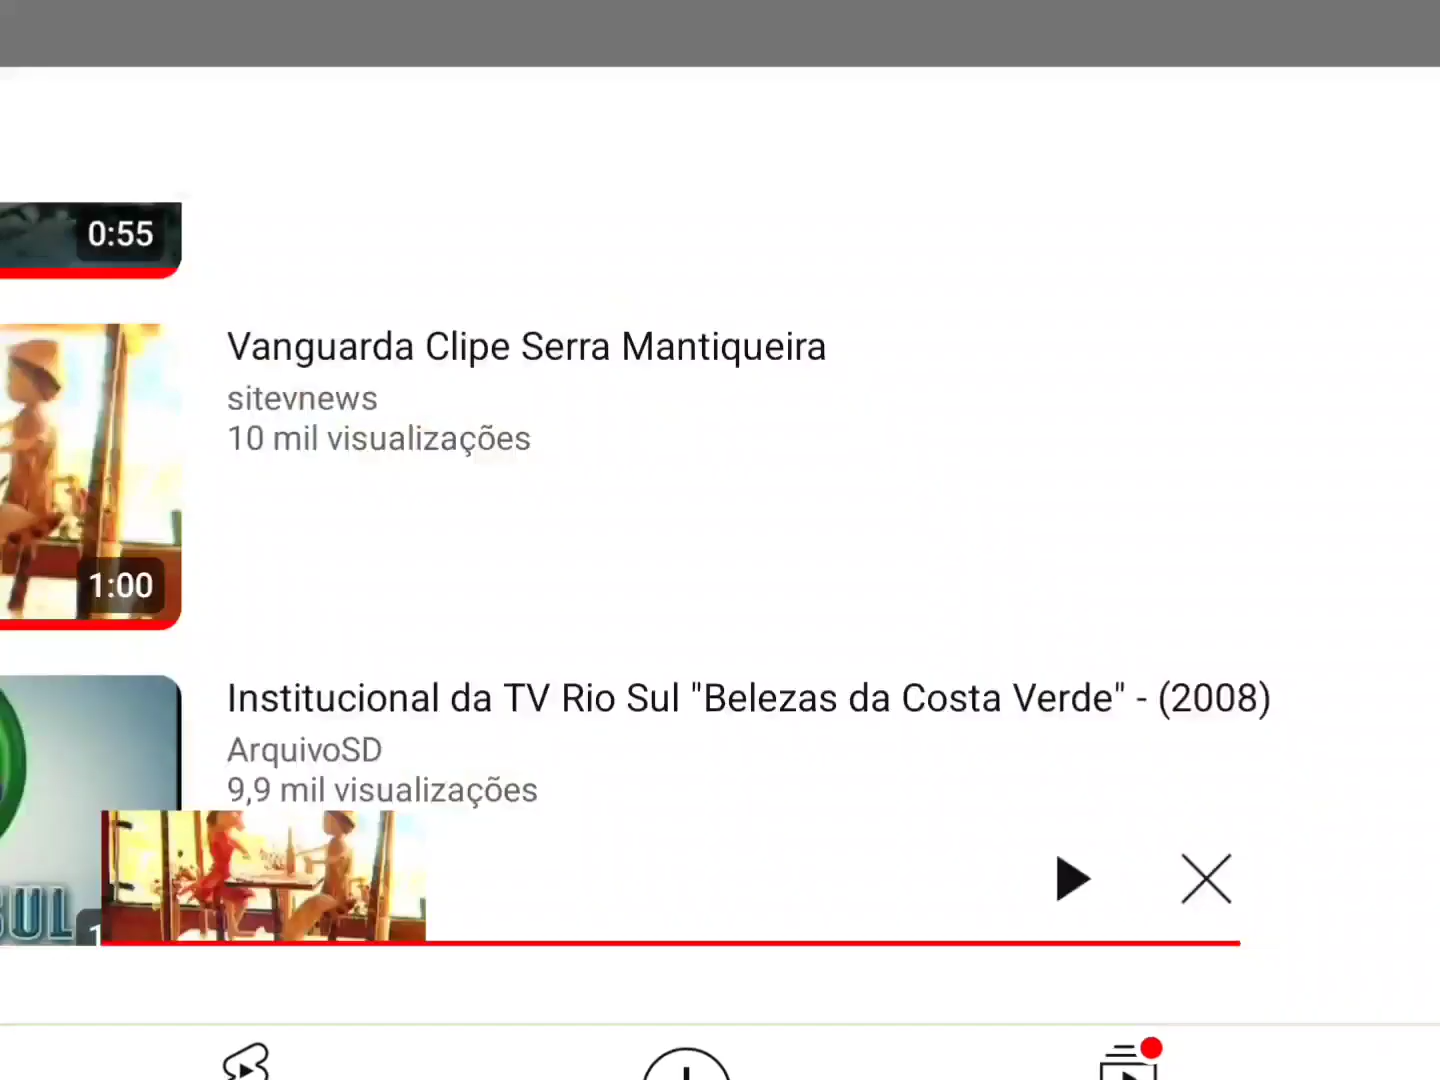 0:55
Vanguarda Clipe Serra Mantiqueira
sitevnews
10 mil visualizações
1:00
Institucional da TV Rio Sul "Belezas da Costa Verde" - (2008)
ArquivoSD
9,9 mil visualizações
SUL